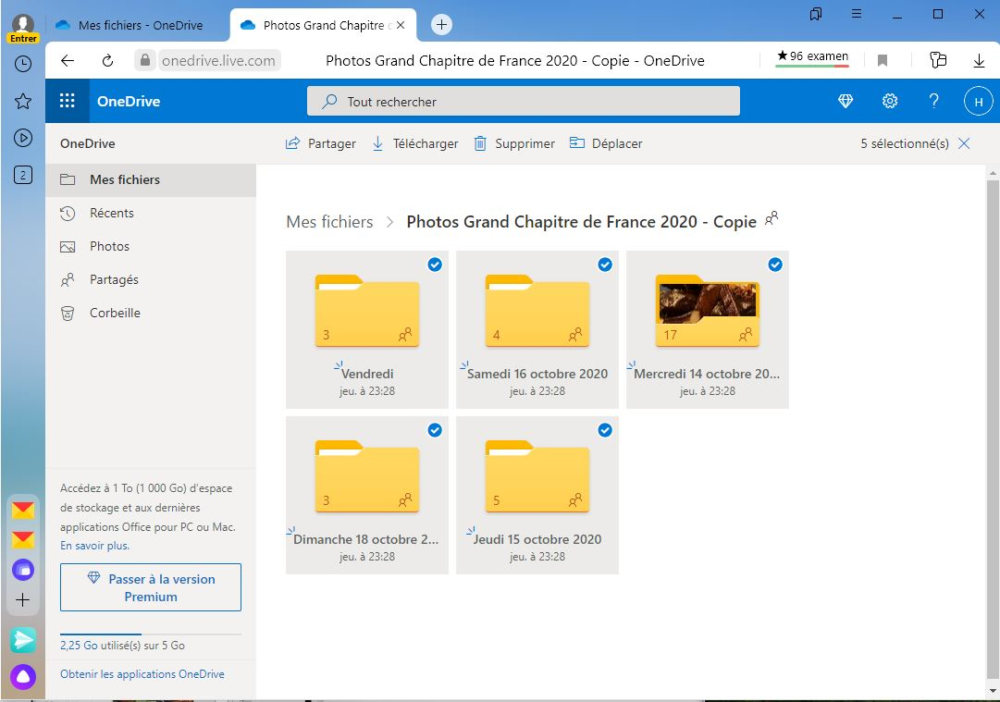 Mes fichiers - OneDrive
Photos Grand Chapitre
Entrer
onedrive.live.com
Photos Grand Chapitre de France 2020 - Copie - OneDrive
★96 examen
OneDrive
Tout rechercher
?
H
OneDrive
Partager
Télécharger
Supprimer
Déplacer
5 sélectionné(s)
2
Mes fichiers
Récents
Photos
Partagés
Corbeille
Mes fichiers > Photos Grand Chapitre de France 2020 - Copie
3
Vendredi
jeu. à 23:28
4
Samedi 16 octobre 2020
jeu. à 23:28
17
Mercredi 14 octobre 20...
jeu. à 23:28
3
Dimanche 18 octobre 2...
jeu. à 23:28
5
Jeudi 15 octobre 2020
jeu. à 23:28
Accédez à 1 To (1 000 Go) d'espace
de stockage et aux dernières
applications Office pour PC ou Mac.
En savoir plus.
Passer à la version
Premium
2,25 Go utilisé(s) sur 5 Go
Obtenir les applications OneDrive